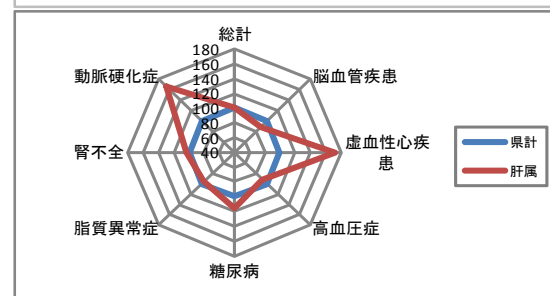 総計
180
160
140
120
100
80
60
40
脳血管疾患
虚血性心疾
患
高血圧症
糖尿病
脂質異常症
腎不全
動脈硬化症
県計
肝属